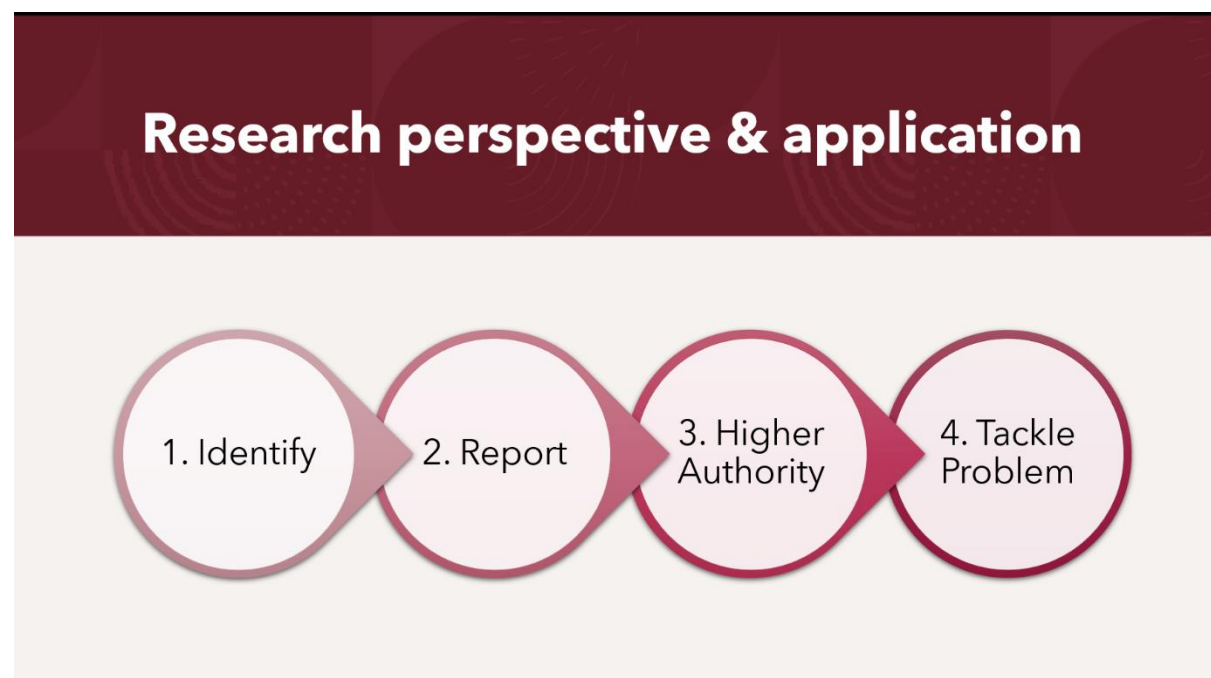 Research perspective & application
1. Identify
2. Report
3. Higher
Authority
4. Tackle
Problem